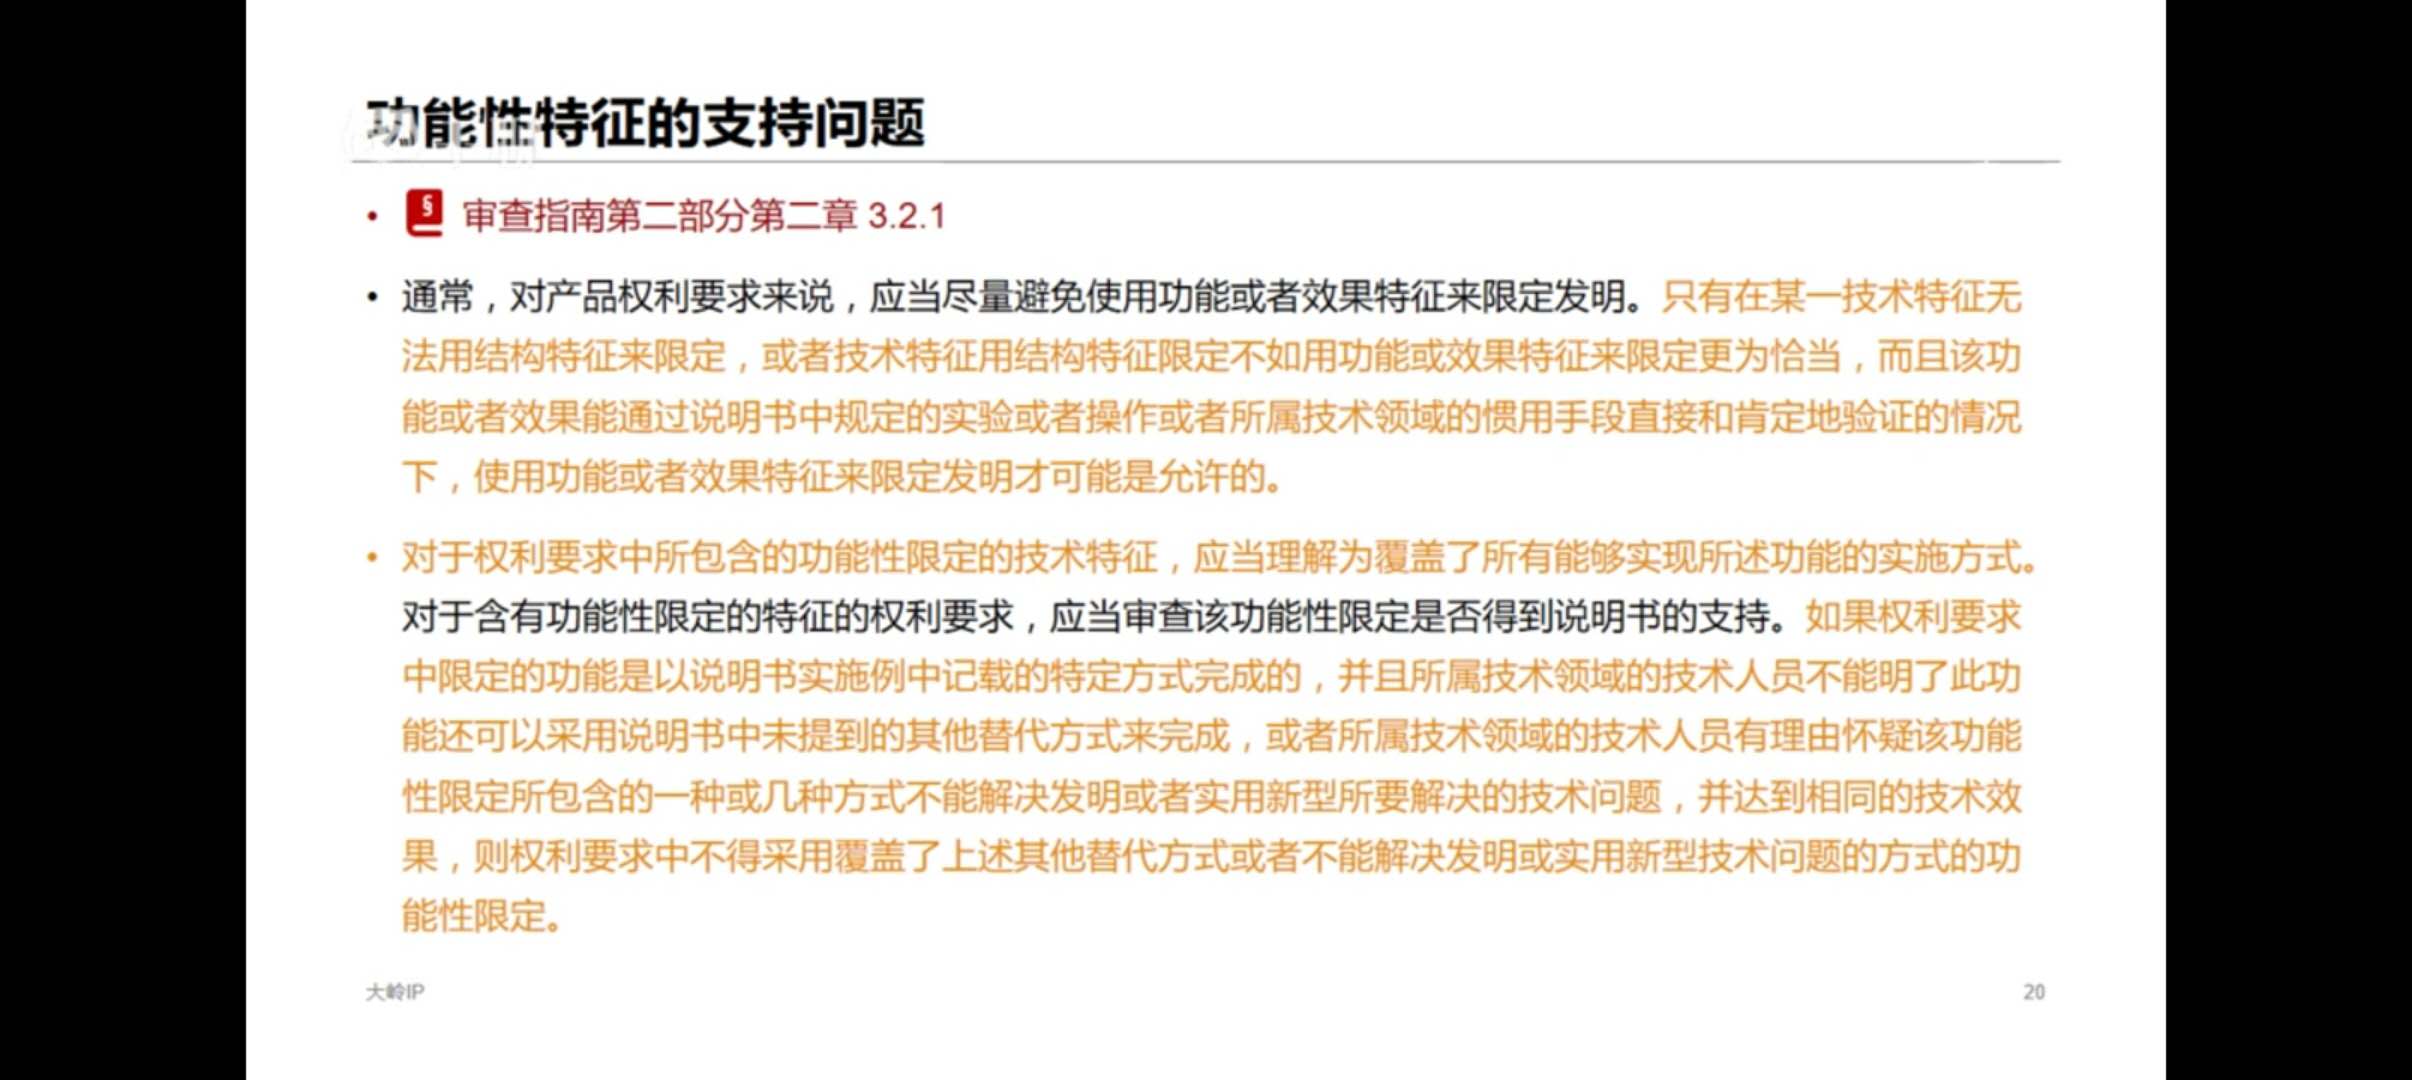 功能性特征的支持问题
• § 审查指南第二部分第二章 3.2.1
• 通常，对产品权利要求来说，应当尽量避免使用功能或者效果特征来限定发明。只有在某一技术特征无
法用结构特征来限定，或者技术特征用结构特征限定不如用功能或效果特征来限定更为恰当，而且该功
能或者效果能通过说明书中规定的实验或者操作或者所属技术领域的惯用手段直接和肯定地验证的情况
下，使用功能或者效果特征来限定发明才可能是允许的。
• 对于权利要求中所包含的功能性限定的技术特征，应当理解为覆盖了所有能够实现所述功能的实施方式。
对于含有功能性限定的特征的权利要求，应当审查该功能性限定是否得到说明书的支持。如果权利要求
中限定的功能是以说明书实施例中记载的特定方式完成的，并且所属技术领域的技术人员不能明了此功
能还可以采用说明书中未提到的其他替代方式来完成，或者所属技术领域的技术人员有理由怀疑该功能
性限定所包含的一种或几种方式不能解决发明或者实用新型所要解决的技术问题，并达到相同的技术效
果，则权利要求中不得采用覆盖了上述其他替代方式或者不能解决发明或实用新型技术问题的方式的功
能性限定。
大岭IP
20